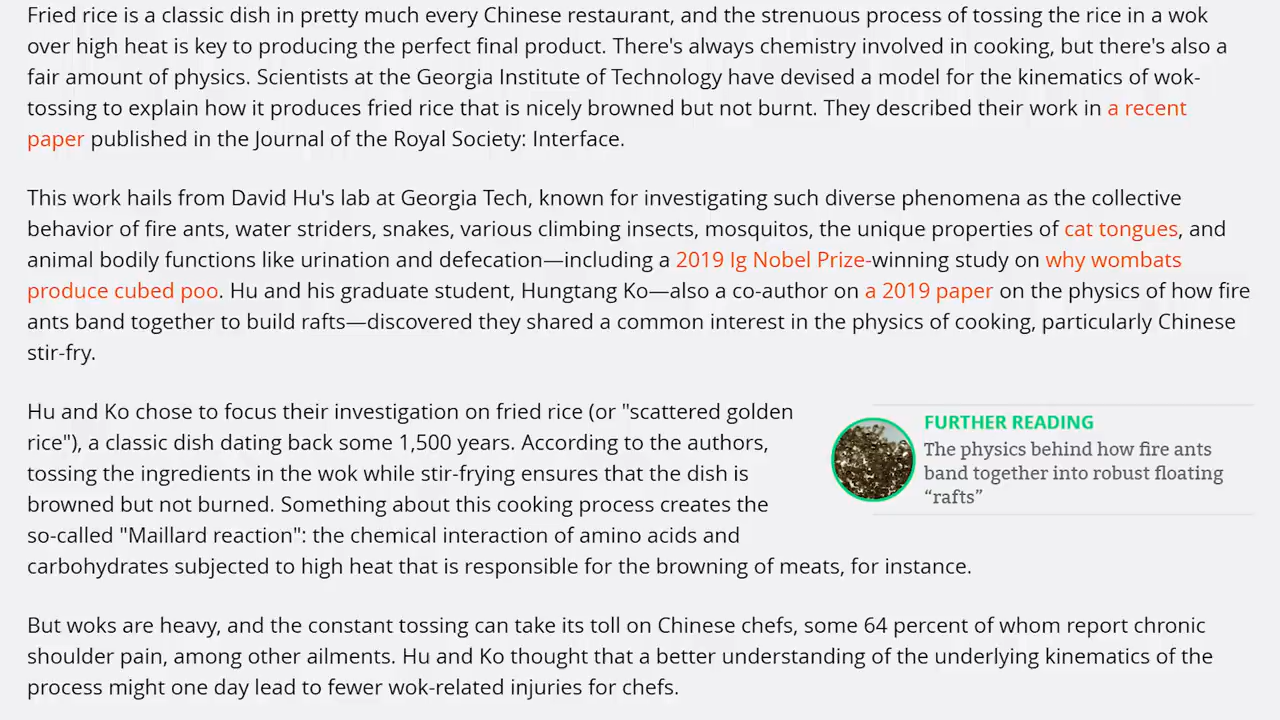 Fried rice is a classic dish in pretty much every Chinese restaurant, and the strenuous process of tossing the rice in a wok
over high heat is key to producing the perfect final product. There's always chemistry involved in cooking, but there's also a
fair amount of physics. Scientists at the Georgia Institute of Technology have devised a model for the kinematics of wok-
tossing to explain how it produces fried rice that is nicely browned but not burnt. They described their work in a recent
paper published in the Journal of the Royal Society: Interface.
This work hails from David Hu's lab at Georgia Tech, known for investigating such diverse phenomena as the collective
behavior of fire ants, water striders, snakes, various climbing insects, mosquitos, the unique properties of cat tongues, and
animal bodily functions like urination and defecation—including a 2019 Ig Nobel Prize-winning study on why wombats
produce cubed poo. Hu and his graduate student, Hungtang Ko—also a co-author on a 2019 paper on the physics of how fire
ants band together to build rafts—discovered they shared a common interest in the physics of cooking, particularly Chinese
stir-fry.
Hu and Ko chose to focus their investigation on fried rice (or "scattered golden
rice"), a classic dish dating back some 1,500 years. According to the authors,
tossing the ingredients in the wok while stir-frying ensures that the dish is
browned but not burned. Something about this cooking process creates the
so-called "Maillard reaction": the chemical interaction of amino acids and
carbohydrates subjected to high heat that is responsible for the browning of meats, for instance.
FURTHER READING
The physics behind how fire ants
band together into robust floating
“rafts”
But woks are heavy, and the constant tossing can take its toll on Chinese chefs, some 64 percent of whom report chronic
shoulder pain, among other ailments. Hu and Ko thought that a better understanding of the underlying kinematics of the
process might one day lead to fewer wok-related injuries for chefs.